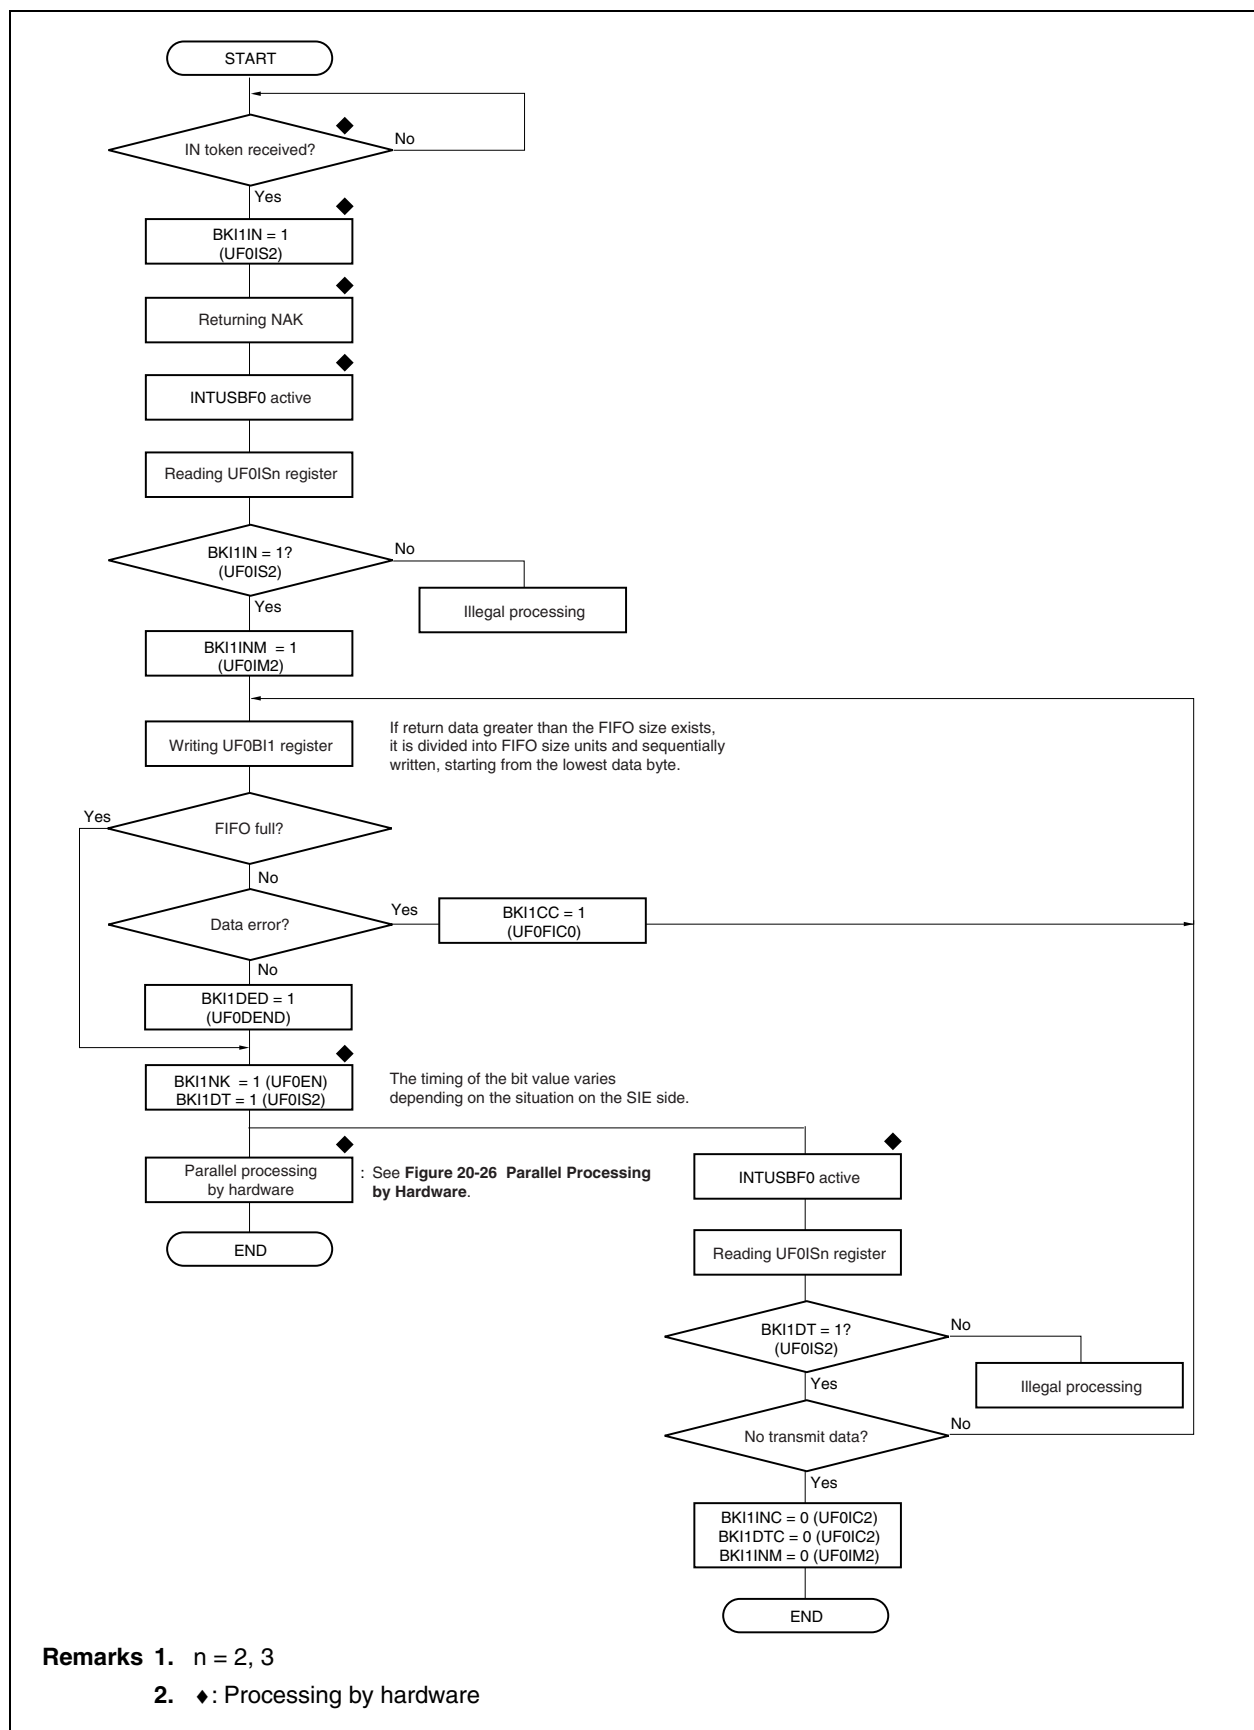 START
IN token received?
No
Yes
BKI1IN = 1
(UF0IS2)
Returning NAK
INTUSBF0 active
Reading UF0ISn register
BKI1IN = 1?
(UF0IS2)
No
Illegal processing
Yes
BKI1INM = 1
(UF0IM2)
Writing UF0BI1 register
If return data greater than the FIFO size exists,
it is divided into FIFO size units and sequentially
written, starting from the lowest data byte.
Yes
FIFO full?
No
Data error?
Yes
BKI1CC = 1
(UF0FIC0)
No
BKI1DED = 1
(UF0DEND)
BKI1NK = 1 (UF0EN)
BKI1DT = 1 (UF0IS2)
The timing of the bit value varies
depending on the situation on the SIE side.
Parallel processing
by hardware
: See Figure 20-26 Parallel Processing
by Hardware.
END
INTUSBF0 active
Reading UF0ISn register
BKI1DT = 1?
(UF0IS2)
No
Illegal processing
Yes
No transmit data?
No
Yes
BKI1INC = 0 (UF0IC2)
BKI1DTC = 0 (UF0IC2)
BKI1INM = 0 (UF0IM2)
END
Remarks 1. n = 2, 3
2. ♦: Processing by hardware